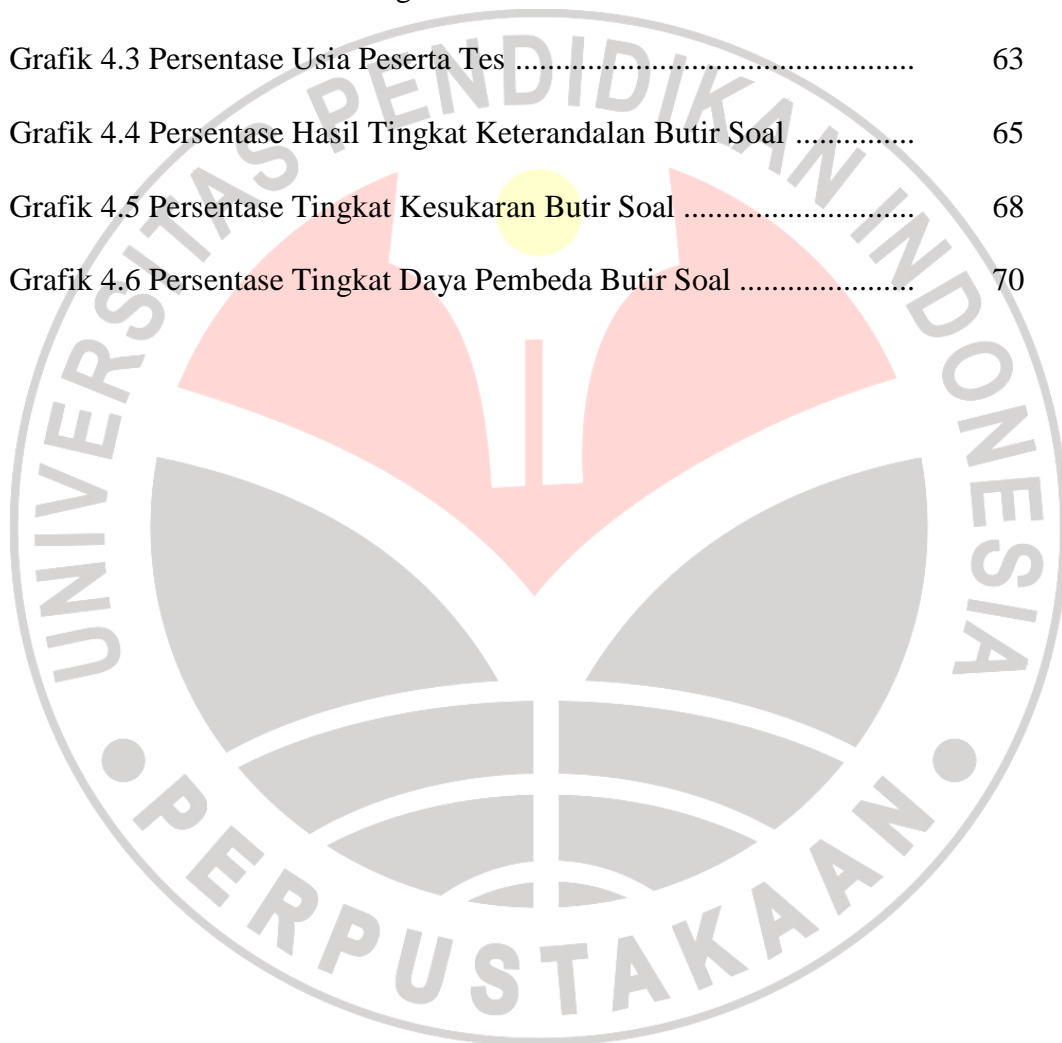 Grafik 4.3 Persentase Usia Peserta Tes ................................................ 63
Grafik 4.4 Persentase Hasil Tingkat Keterandalan Butir Soal ............... 65
Grafik 4.5 Persentase Tingkat Kesukaran Butir Soal ............................ 68
Grafik 4.6 Persentase Tingkat Daya Pembeda Butir Soal ..................... 70
UNIVERSITAS PENDIDIKAN INDONESIA
PERPUSTAKAAN